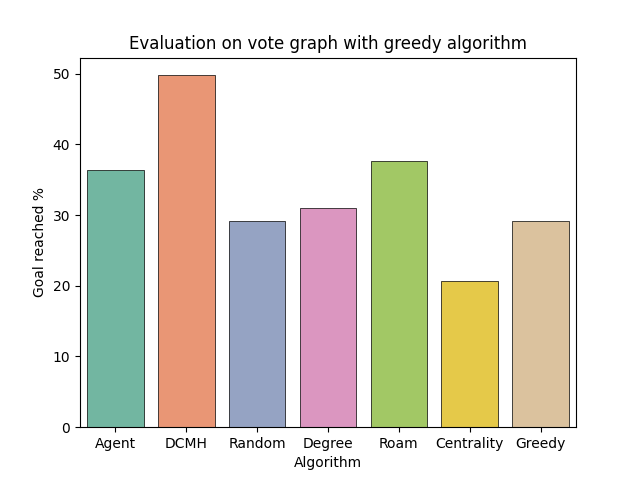 Evaluation on vote graph with greedy algorithm
Goal reached %
50
40
30
20
10
0
Agent DCMH Random Degree Roam Centrality Greedy
Algorithm